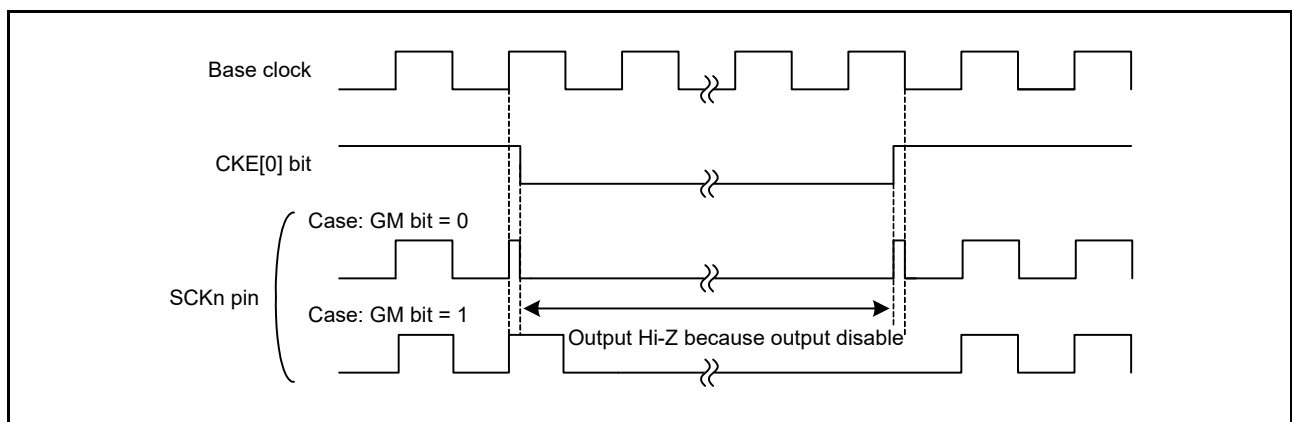 Base clock
CKE[0] bit
Case: GM bit = 0
SCKn pin
Case: GM bit = 1
Output Hi-Z because output disable